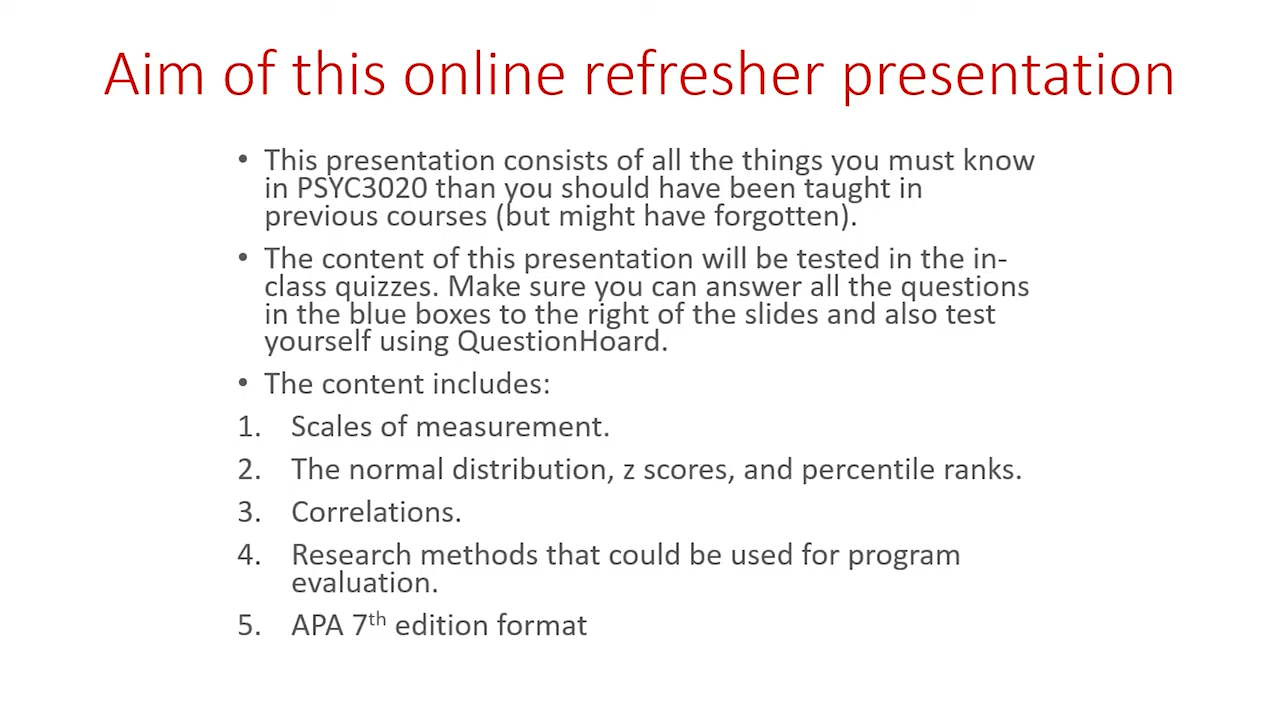 Aim of this online refresher presentation
• This presentation consists of all the things you must know
in PSYC3020 than you should have been taught in
previous courses (but might have forgotten).
• The content of this presentation will be tested in the in-
class quizzes. Make sure you can answer all the questions
in the blue boxes to the right of the slides and also test
yourself using QuestionHoard.
• The content includes:
1. Scales of measurement.
2. The normal distribution, z scores, and percentile ranks.
3. Correlations.
4. Research methods that could be used for program
evaluation.
5. APA 7th edition format